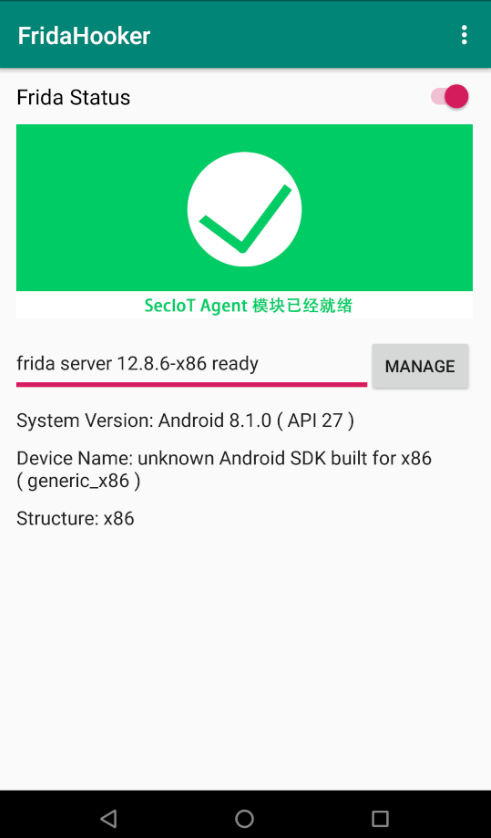 FridaHooker
Frida Status
SecIoT Agent 模块已经就绪
frida server 12.8.6-x86 ready
MANAGE
System Version: Android 8.1.0 ( API 27 )
Device Name: unknown Android SDK built for x86
( generic_x86 )
Structure: x86